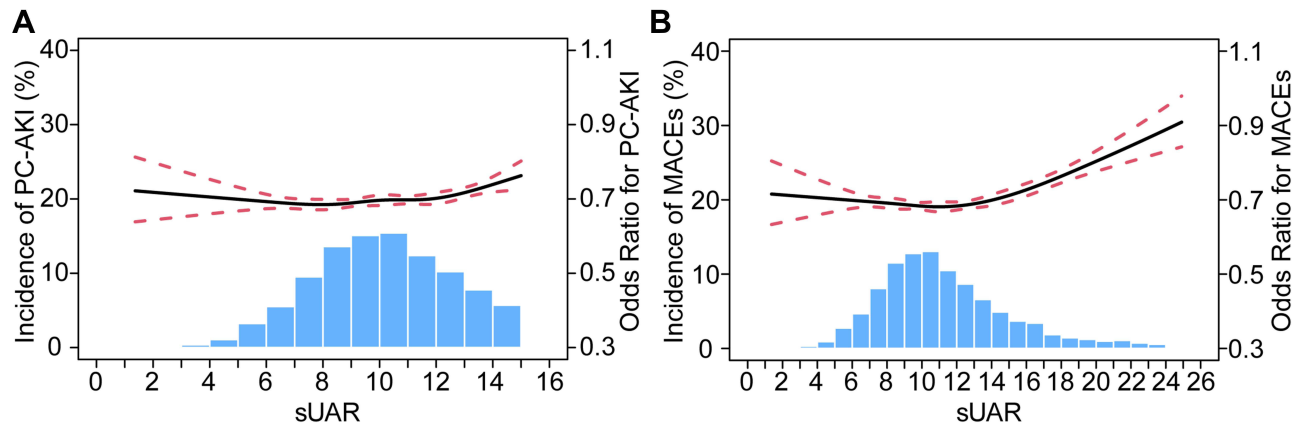 A
Incidence of PC-AKI (%)
40
30
20
10
0
1.1
0.9
0.7
0.5
0.3
Odds Ratio for PC-AKI
0 2 4 6 8 10 12 14 16
sUAR
B
Incidence of MACEs (%)
40
30
20
10
0
1.1
0.9
0.7
0.5
0.3
Odds Ratio for MACEs
0 2 4 6 8 10 12 14 16 18 20 22 24 26
sUAR